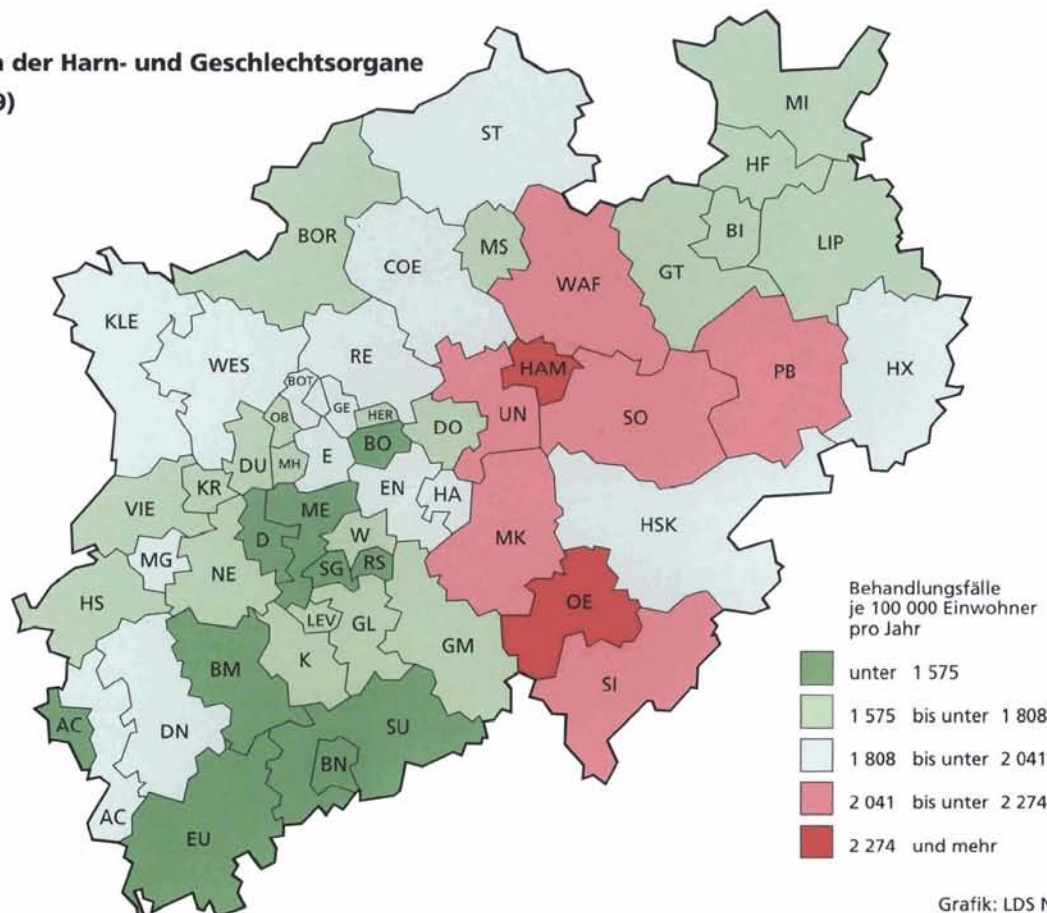 der Harn- und Geschlechtsorgane
9)
MI
ST
HF
BI
LIP
BOR
MS
COE
GT
WAF
KLE
WES
RE
HAM
PB
HX
BOT
GE
UN
SO
OB
HER
DO
BO
DU
MH
E
KR
EN
HA
VIE
ME
D
W
MK
HSK
MG
NE
SG
RS
HS
OE
LEV
GL
K
GM
BM
SI
AC
SU
DN
BN
AC
EU
Behandlungsfälle
je 100 000 Einwohner
pro Jahr
unter 1 575
1 575 bis unter 1 808
1 808 bis unter 2 041
2 041 bis unter 2 274
2 274 und mehr
Grafik: LDS N